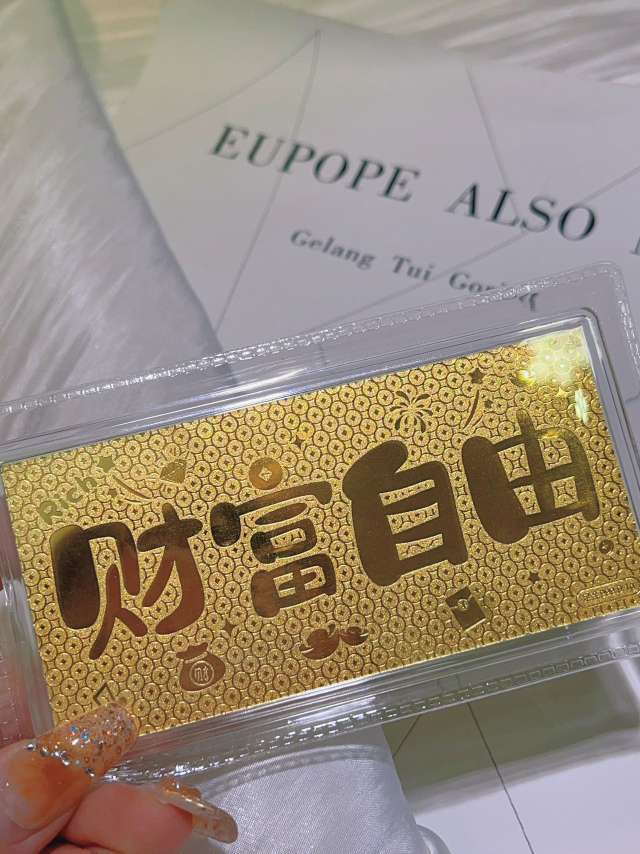 EUPOPE ALSO
Gelang Tui
Rich
财富自由